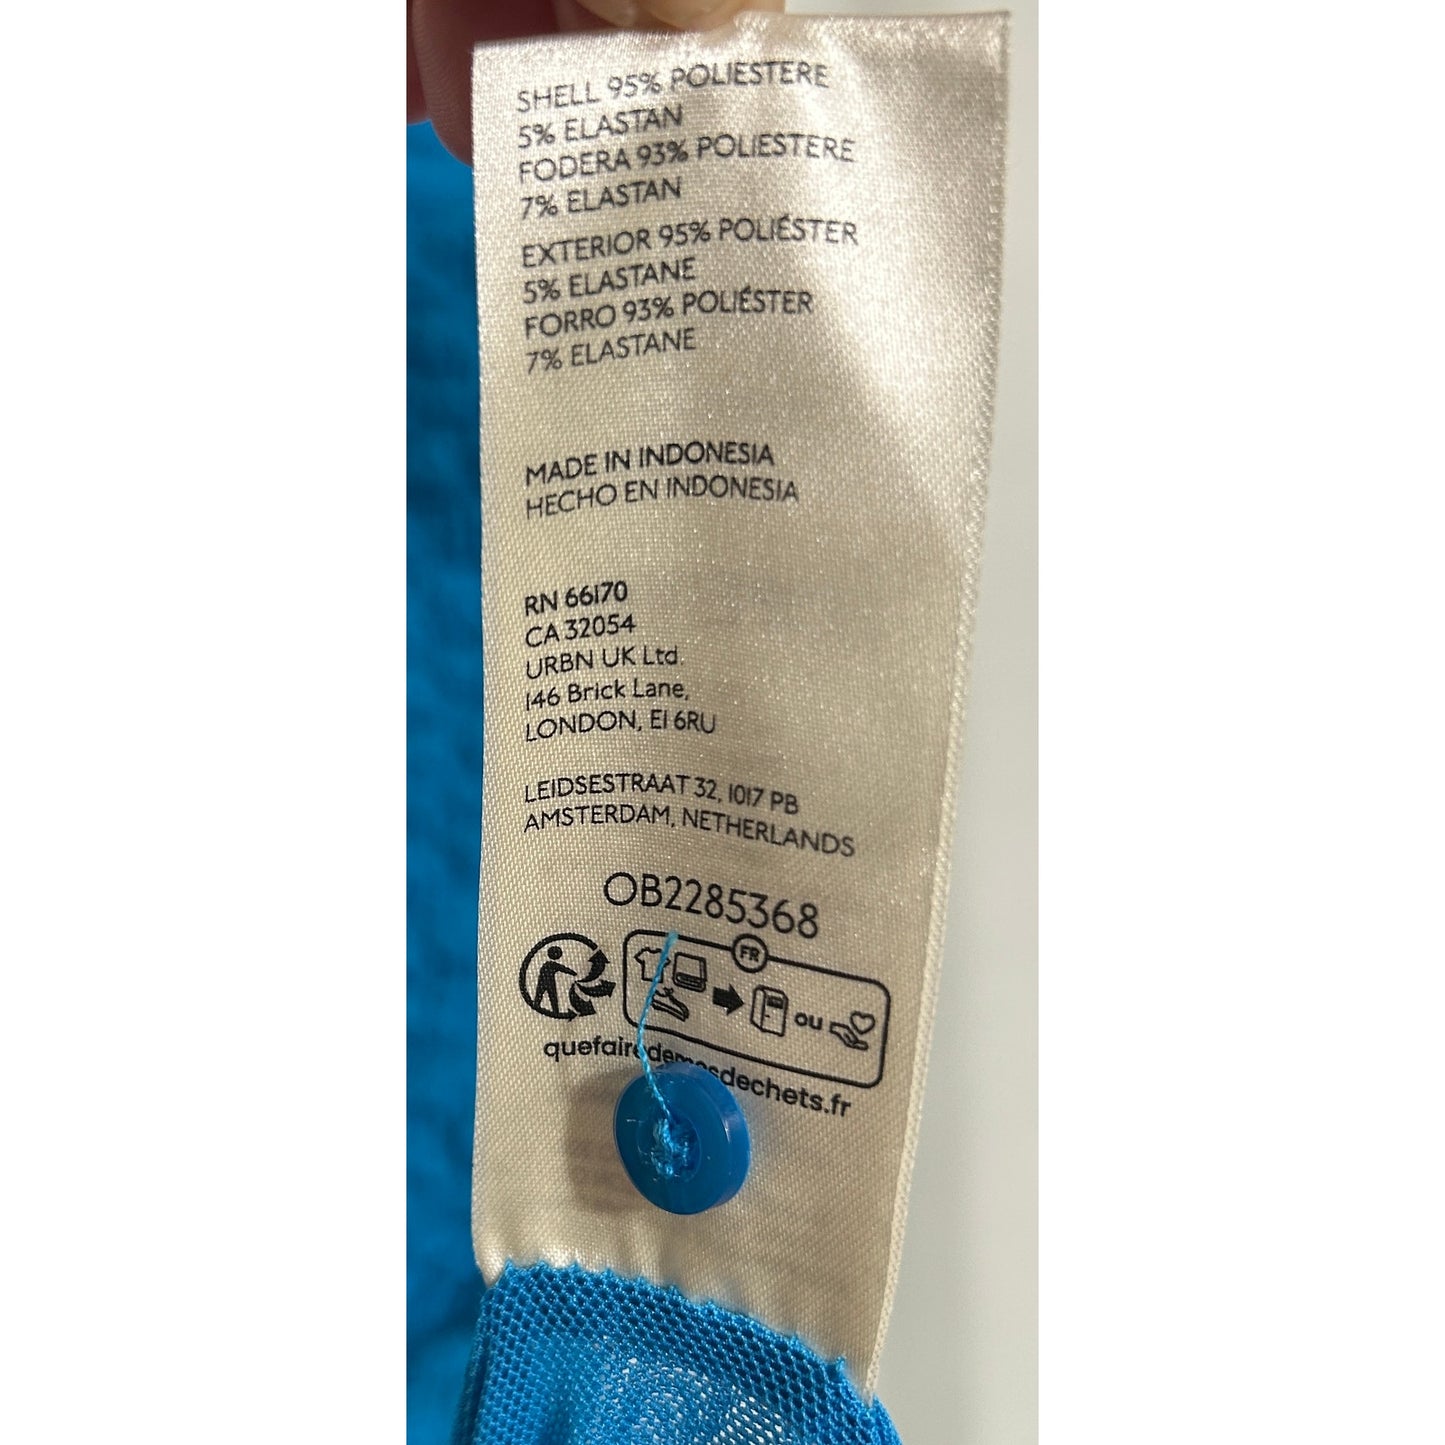 SHELL 95% POLIESTERE
5% ELASTAN
FODERA 93% POLIESTERE
7% ELASTAN
EXTERIOR 95% POLIÉSTER
5% ELASTANE
FORRO 93% POLIÉSTER
7% ELASTANE
MADE IN INDONESIA
HECHO EN INDONESIA
RN 66170
CA 32054
URBN UK Ltd.
146 Brick Lane,
LONDON, E1 6RU
LEIDSESTRAAT 32, 1017 PB
AMSTERDAM, NETHERLANDS
OB2285368
FR
ou
quefairedemesdechets.fr